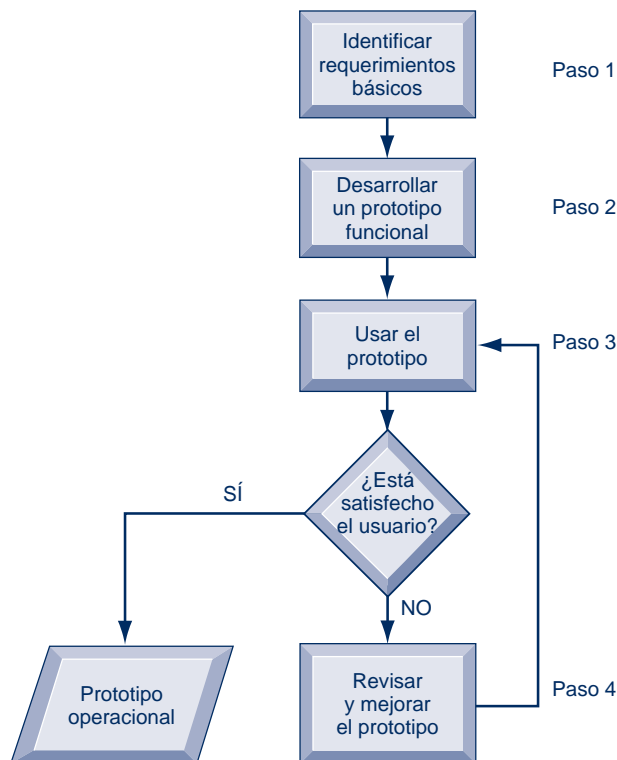 Identificar
requerimientos
básicos
Paso 1
Desarrollar
un prototipo
funcional
Paso 2
Usar el
prototipo
Paso 3
¿Está
satisfecho
el usuario?
SÍ
NO
Prototipo
operacional
Revisar
y mejorar
el prototipo
Paso 4